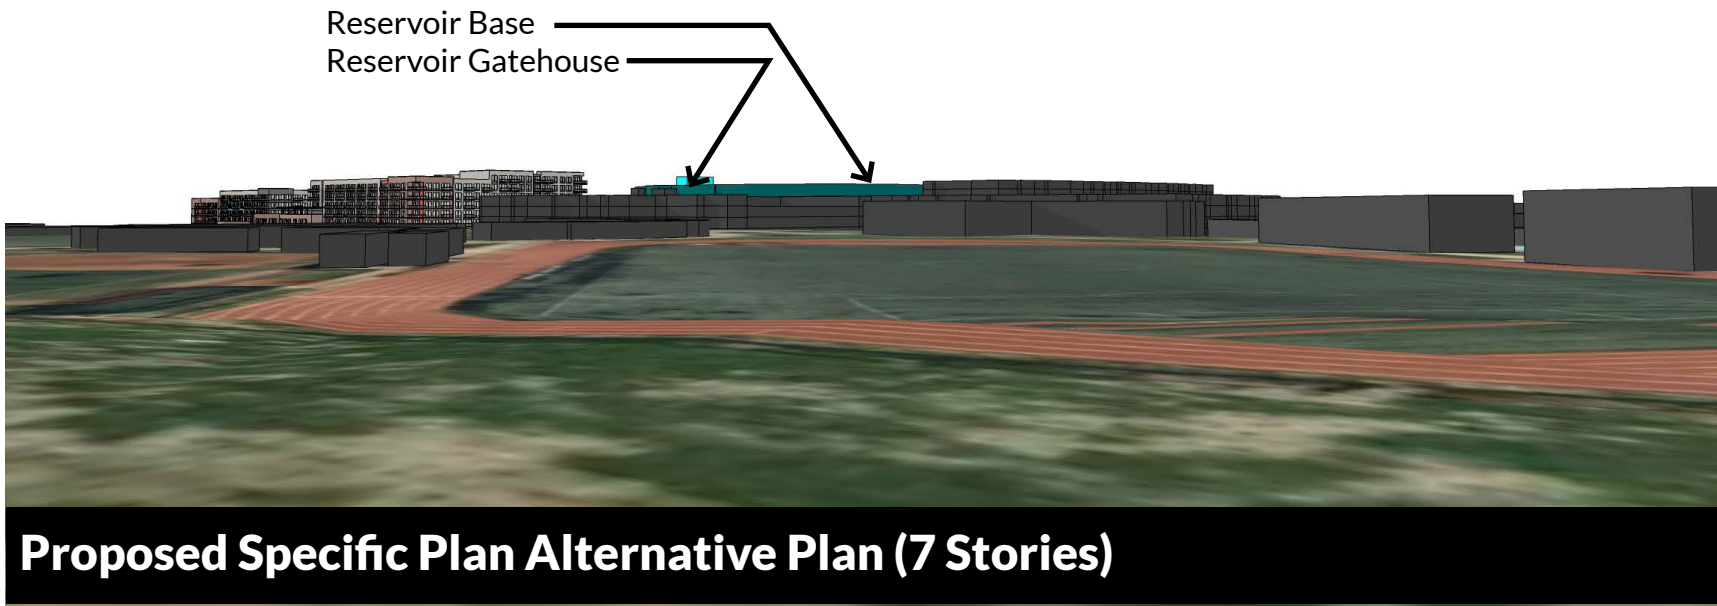 Reservoir Base
Reservoir Gatehouse
Proposed Specific Plan Alternative Plan (7 Stories)